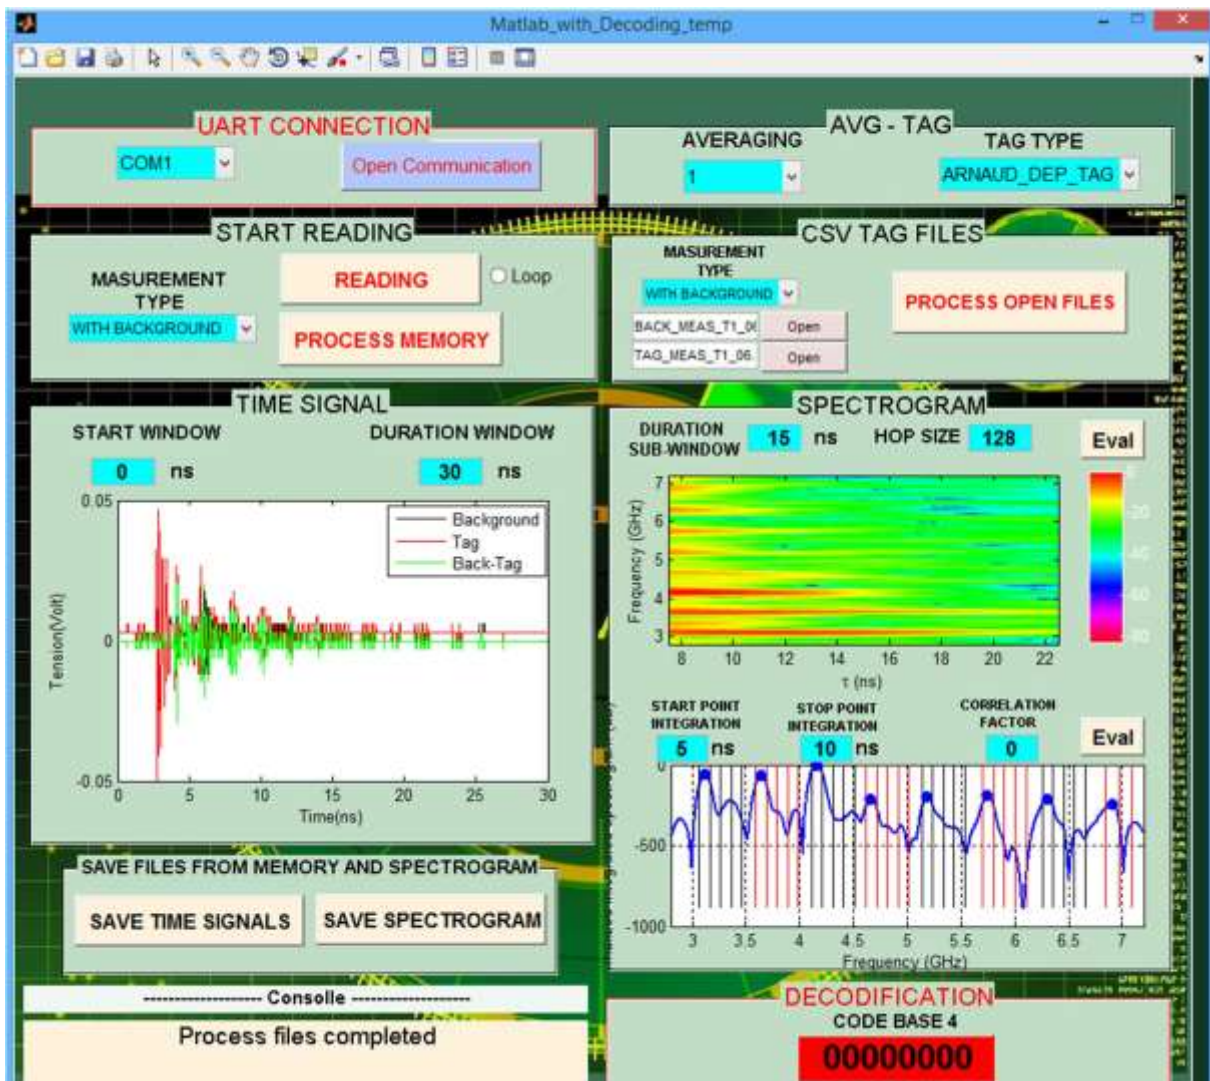 Matlab_with_Decoding_temp
UART CONNECTION
COM1
Open Communication
AVG - TAG
AVERAGING
TAG TYPE
1
ARNAUD_DEP_TAG
START READING
MASUREMENT
TYPE
WITH BACKGROUND
READING
Loop
PROCESS MEMORY
CSV TAG FILES
MASUREMENT
TYPE
WITH BACKGROUND
BACK_MEAS_T1_0
Open
TAG_MEAS_T1_06.
Open
PROCESS OPEN FILES
TIME SIGNAL
START WINDOW
DURATION WINDOW
0 ns
30 ns
0.05
Background
Tag
Back-Tag
Tension(Volt)
0
-0.05
0 5 10 15 20 25 30
Time(ns)
SPECTROGRAM
DURATION
SUB-WINDOW
15 ns
HOP SIZE
128
Eval
Frequency (GHz)
7
6
5
4
3
8 10 12 14 16 18 20 22
τ (ns)
0
-20
-40
-60
-80
START POINT
INTEGRATION
5 ns
STOP POINT
INTEGRATION
10 ns
CORRELATION
FACTOR
0
Eval
0
-500
-1000
3 3.5 4 4.5 5 5.5 6 6.5 7
Frequency (GHz)
SAVE FILES FROM MEMORY AND SPECTROGRAM
SAVE TIME SIGNALS
SAVE SPECTROGRAM
------------------- Consolle -------------------
Process files completed
DECODIFICATION
CODE BASE 4
00000000